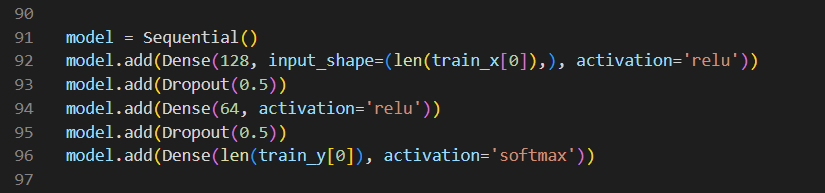 90
91 model = Sequential()
92 model.add(Dense(128, input_shape=(len(train_x[0]),), activation='relu'))
93 model.add(Dropout(0.5))
94 model.add(Dense(64, activation='relu'))
95 model.add(Dropout(0.5))
96 model.add(Dense(len(train_y[0]), activation='softmax'))
97